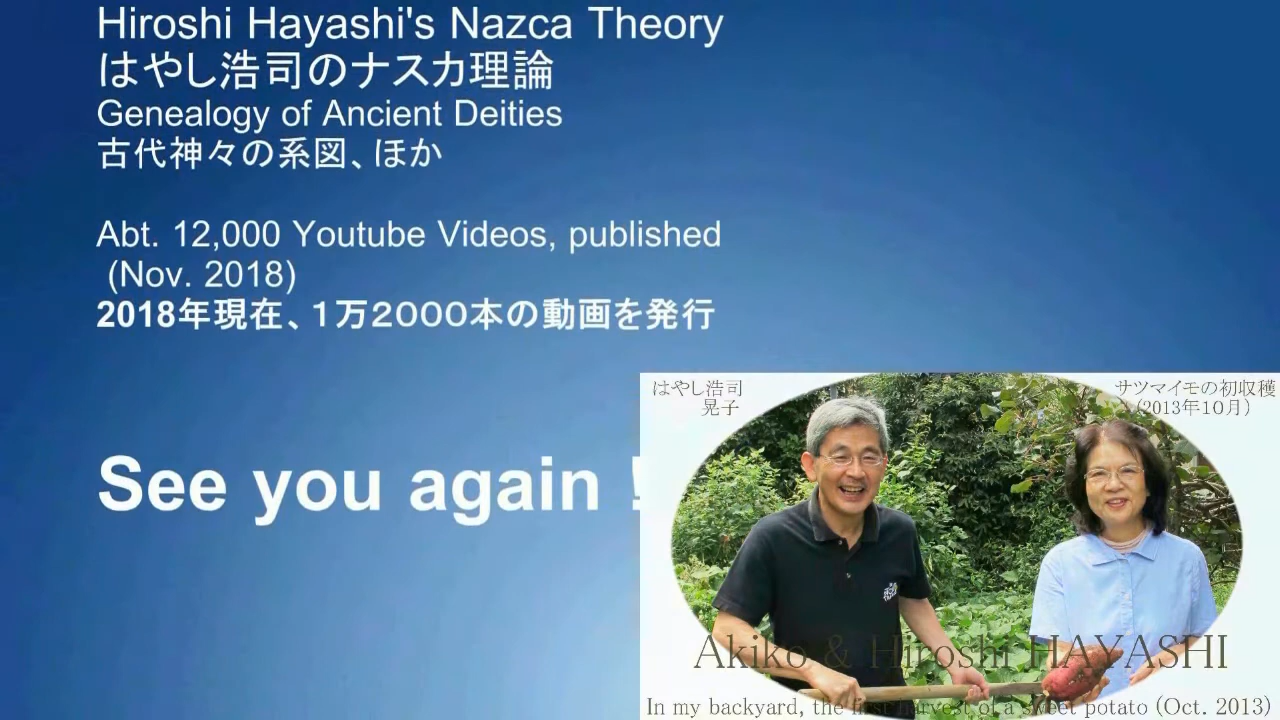 Hiroshi Hayashi's Nazca Theory
はやし浩司のナスカ理論
Genealogy of Ancient Deities
古代神々の系図、ほか
Abt. 12,000 Youtube Videos, published
(Nov. 2018)
2018年現在、１万２０００本の動画を発行
See you again !
はやし浩司
晃子
サツマイモの初収穫
(2013年10月)
Akiko & Hiroshi HAYASHI
In my backyard, the first harvest of a sweet potato (Oct. 2013)